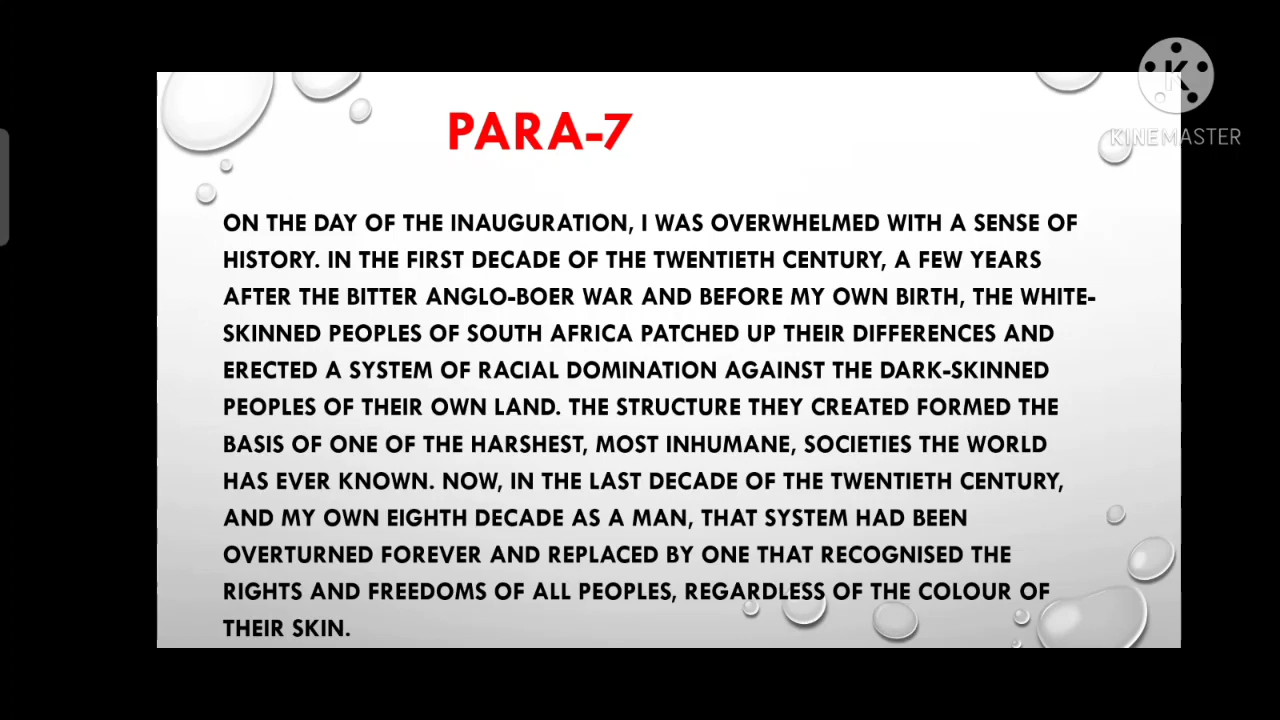 PARA-7
ON THE DAY OF THE INAUGURATION, I WAS OVERWHELMED WITH A SENSE OF
HISTORY. IN THE FIRST DECADE OF THE TWENTIETH CENTURY, A FEW YEARS
AFTER THE BITTER ANGLO-BOER WAR AND BEFORE MY OWN BIRTH, THE WHITE-
SKINNED PEOPLES OF SOUTH AFRICA PATCHED UP THEIR DIFFERENCES AND
ERECTED A SYSTEM OF RACIAL DOMINATION AGAINST THE DARK-SKINNED
PEOPLES OF THEIR OWN LAND. THE STRUCTURE THEY CREATED FORMED THE
BASIS OF ONE OF THE HARSHEST, MOST INHUMANE, SOCIETIES THE WORLD
HAS EVER KNOWN. NOW, IN THE LAST DECADE OF THE TWENTIETH CENTURY,
AND MY OWN EIGHTH DECADE AS A MAN, THAT SYSTEM HAD BEEN
OVERTURNED FOREVER AND REPLACED BY ONE THAT RECOGNISED THE
RIGHTS AND FREEDOMS OF ALL PEOPLES, REGARDLESS OF THE COLOUR OF
THEIR SKIN.
K
KINEMASTER